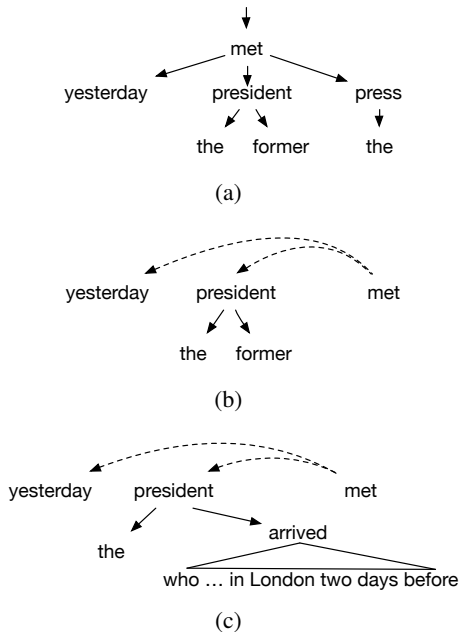 met
yesterday president press
the former the
(a)
yesterday president met
the former
(b)
yesterday president met
the arrived
who ... in London two days before
(c)